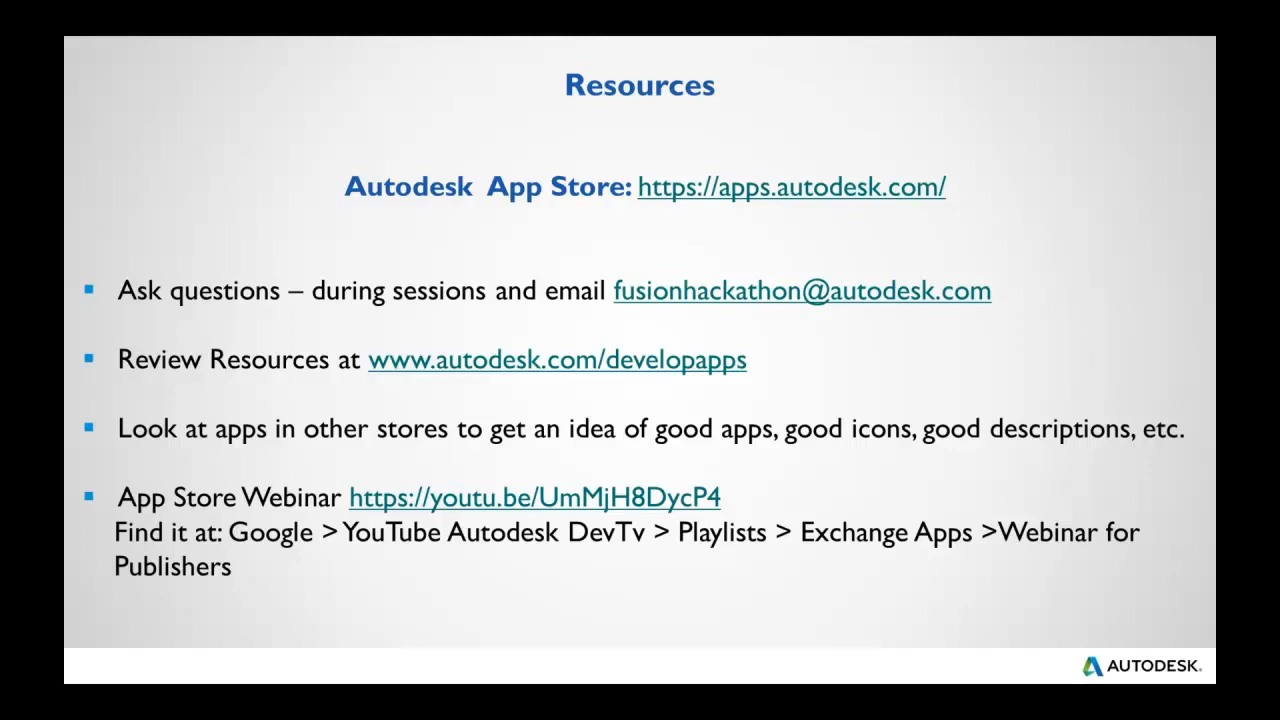 Resources
Autodesk App Store: https://apps.autodesk.com/
▪ Ask questions – during sessions and email fusionhackathon@autodesk.com
▪ Review Resources at www.autodesk.com/developapps
▪ Look at apps in other stores to get an idea of good apps, good icons, good descriptions, etc.
▪ App Store Webinar https://youtu.be/UmMjH8DycP4
Find it at: Google > YouTube Autodesk DevTv > Playlists > Exchange Apps >Webinar for
Publishers
AUTODESK.